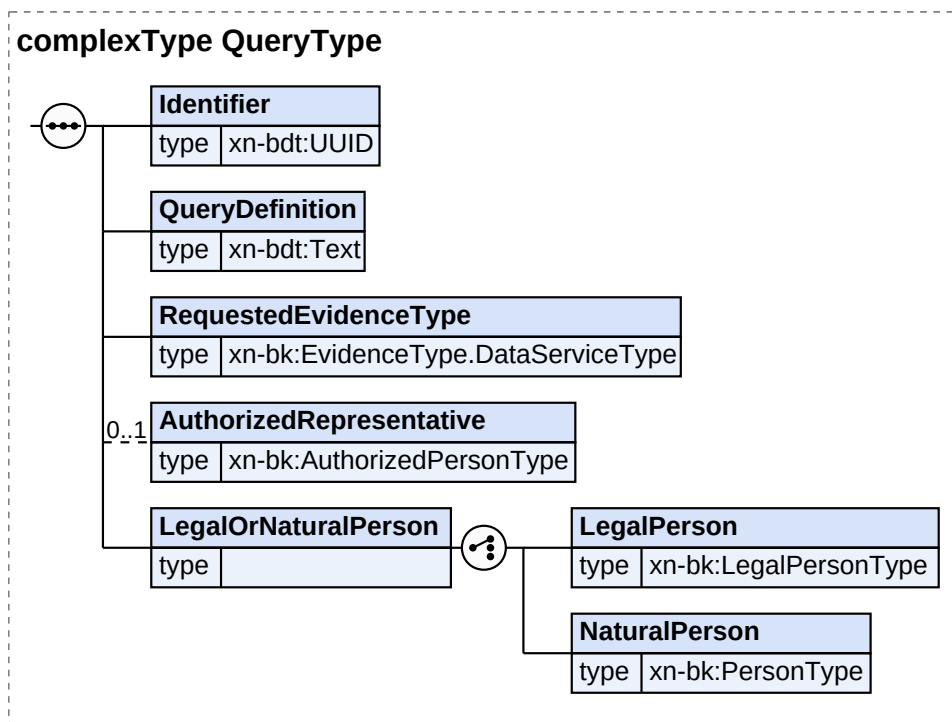 complexType QueryType
Identifier
type xn-bdt:UUID
QueryDefinition
type xn-bdt:Text
RequestedEvidenceType
type xn-bk:EvidenceType.DataServiceType
0..1 AuthorizedRepresentative
type xn-bk:AuthorizedPersonType
LegalOrNaturalPerson
type
LegalPerson
type xn-bk:LegalPersonType
NaturalPerson
type xn-bk:PersonType